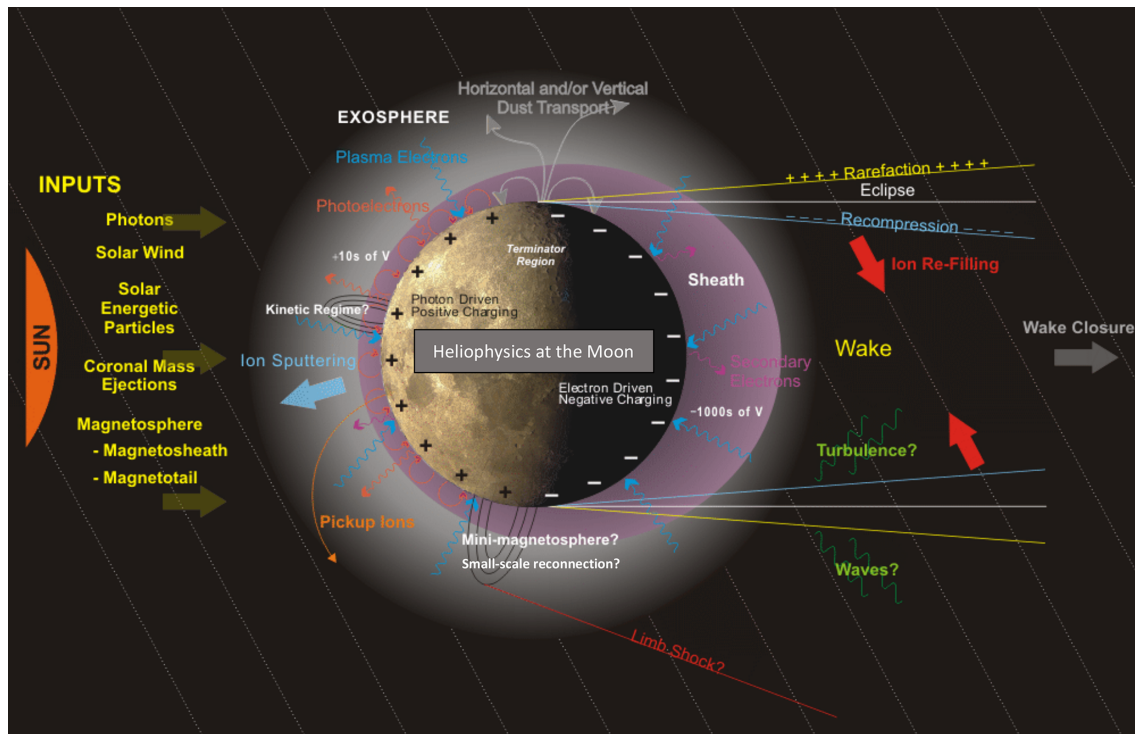 Horizontal and/or Vertical
Dust Transport
EXOSPHERE
Plasma Electrons
INPUTS
Photons
Solar Wind
Solar
Energetic
Particles
Coronal Mass
Ejections
Magnetosphere
- Magnetosheath
- Magnetotail
SUN
Photoelectrons
+10s of V
Kinetic Regime?
Ion Sputtering
Pickup Ions
Terminator
Region
Photon Driven
Positive Charging
Heliophysics at the Moon
Electron Driven
Negative Charging
Sheath
Secondary
Electrons
-1000s of V
Mini-magnetosphere?
Small-scale reconnection?
Limb-Shock?
+ + + + Rarefaction + + + +
Eclipse
– – – – Recompression – – – –
Ion Re-Filling
Wake
Wake Closure
Turbulence?
Waves?